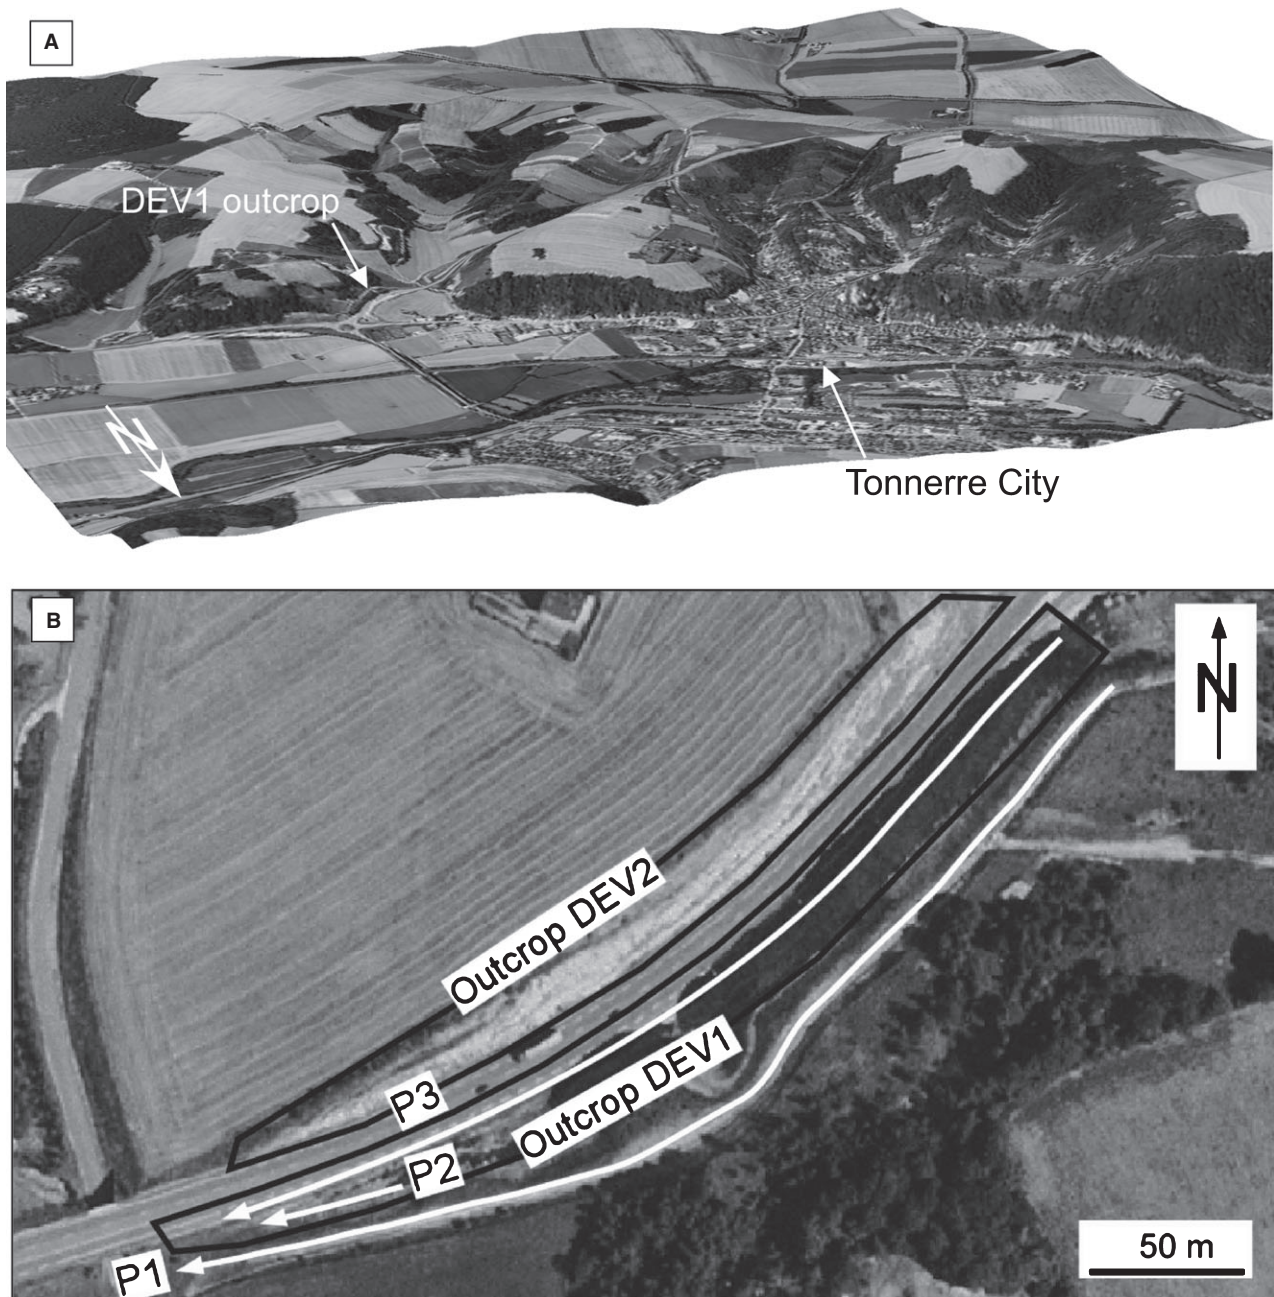 A
DEV1 outcrop
N
Tonnerre City
B
N
Outcrop DEV2
P3
Outcrop DEV1
P2
P1
50 m